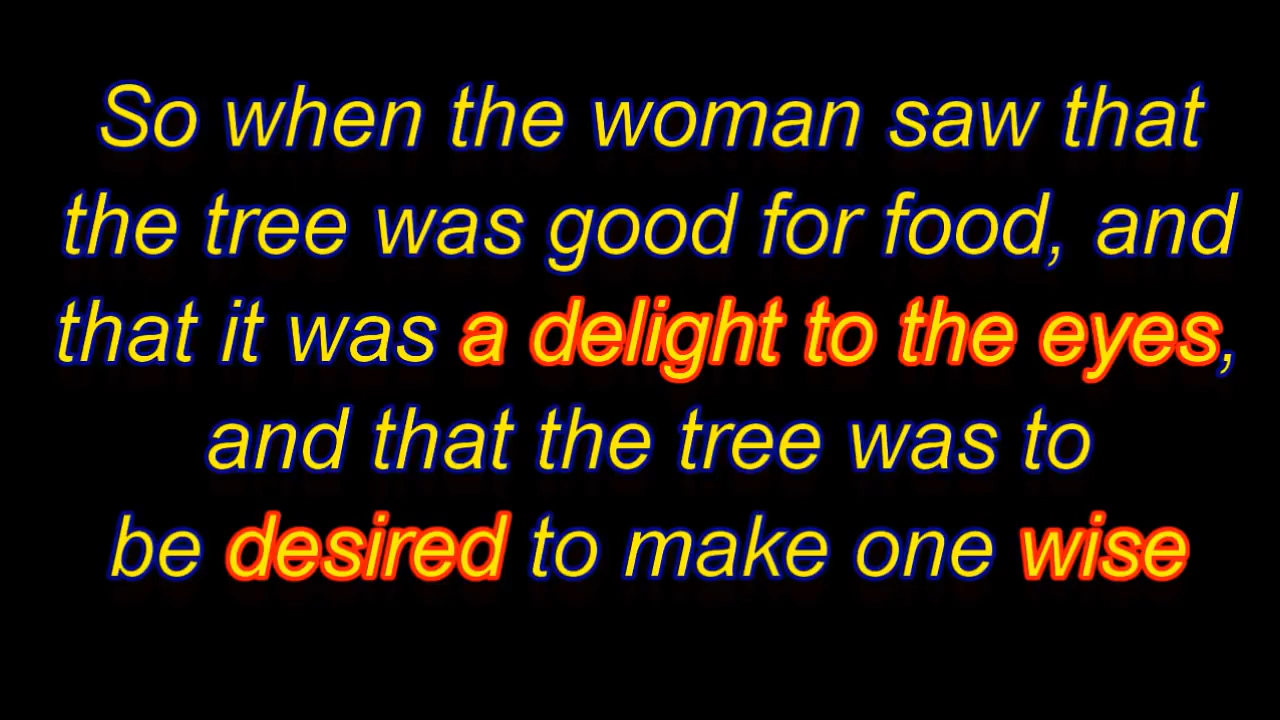 So when the woman saw that
the tree was good for food, and
that it was a delight to the eyes,
and that the tree was to
be desired to make one wise